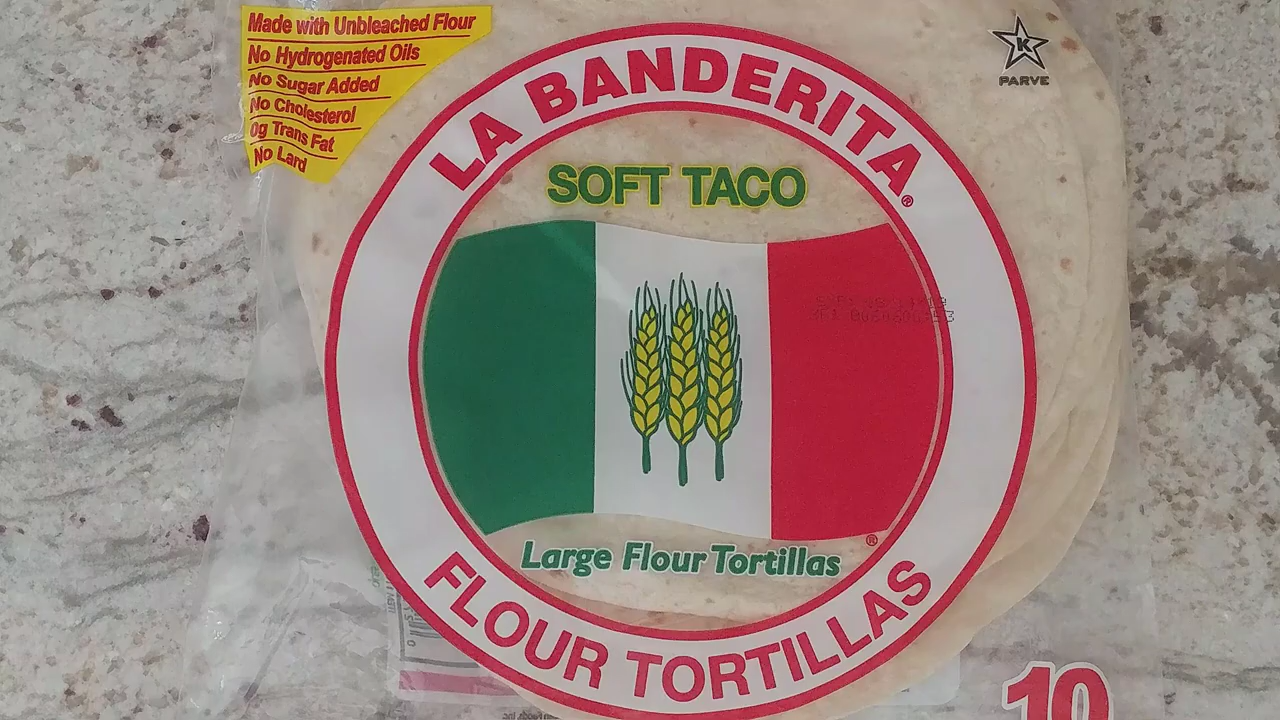 Made with Unbleached Flour
No Hydrogenated Oils
No Sugar Added
No Cholesterol
0g Trans Fat
No Lard
K
PARVE
LA BANDERITA®
SOFT TACO
Large Flour Tortillas®
FLOUR TORTILLAS
10